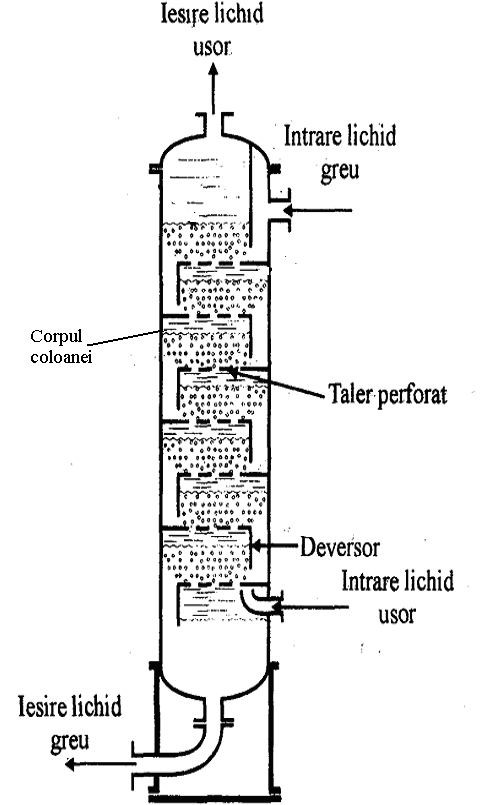 Iesire lichid
usor
Intrare lichid
greu
Corpul
coloanei
Taler perforat
Deversor
Intrare lichid
usor
Iesire lichid
greu